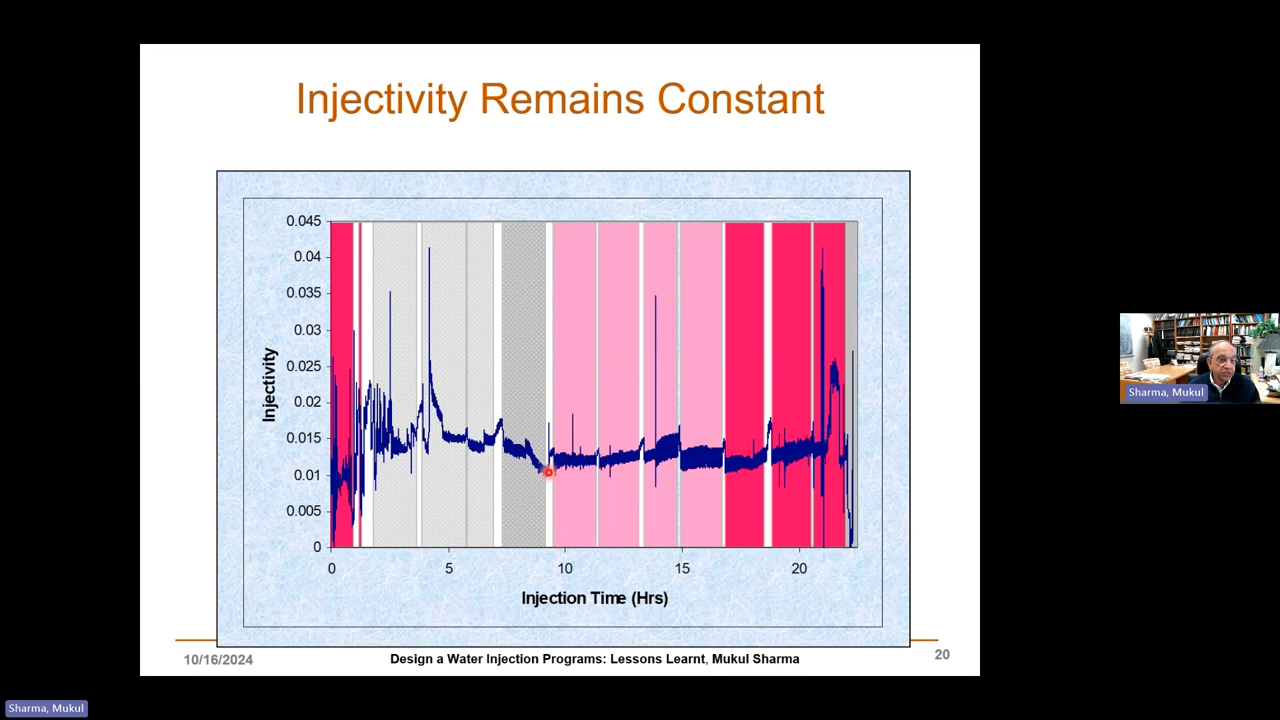 Injectivity Remains Constant
0.045
0.04
0.035
0.03
0.025
0.02
0.015
0.01
0.005
0
Injectivity
0 5 10 15 20
Injection Time (Hrs)
10/16/2024
Design a Water Injection Programs: Lessons Learnt, Mukul Sharma
20
Sharma, Mukul
Sharma, Mukul